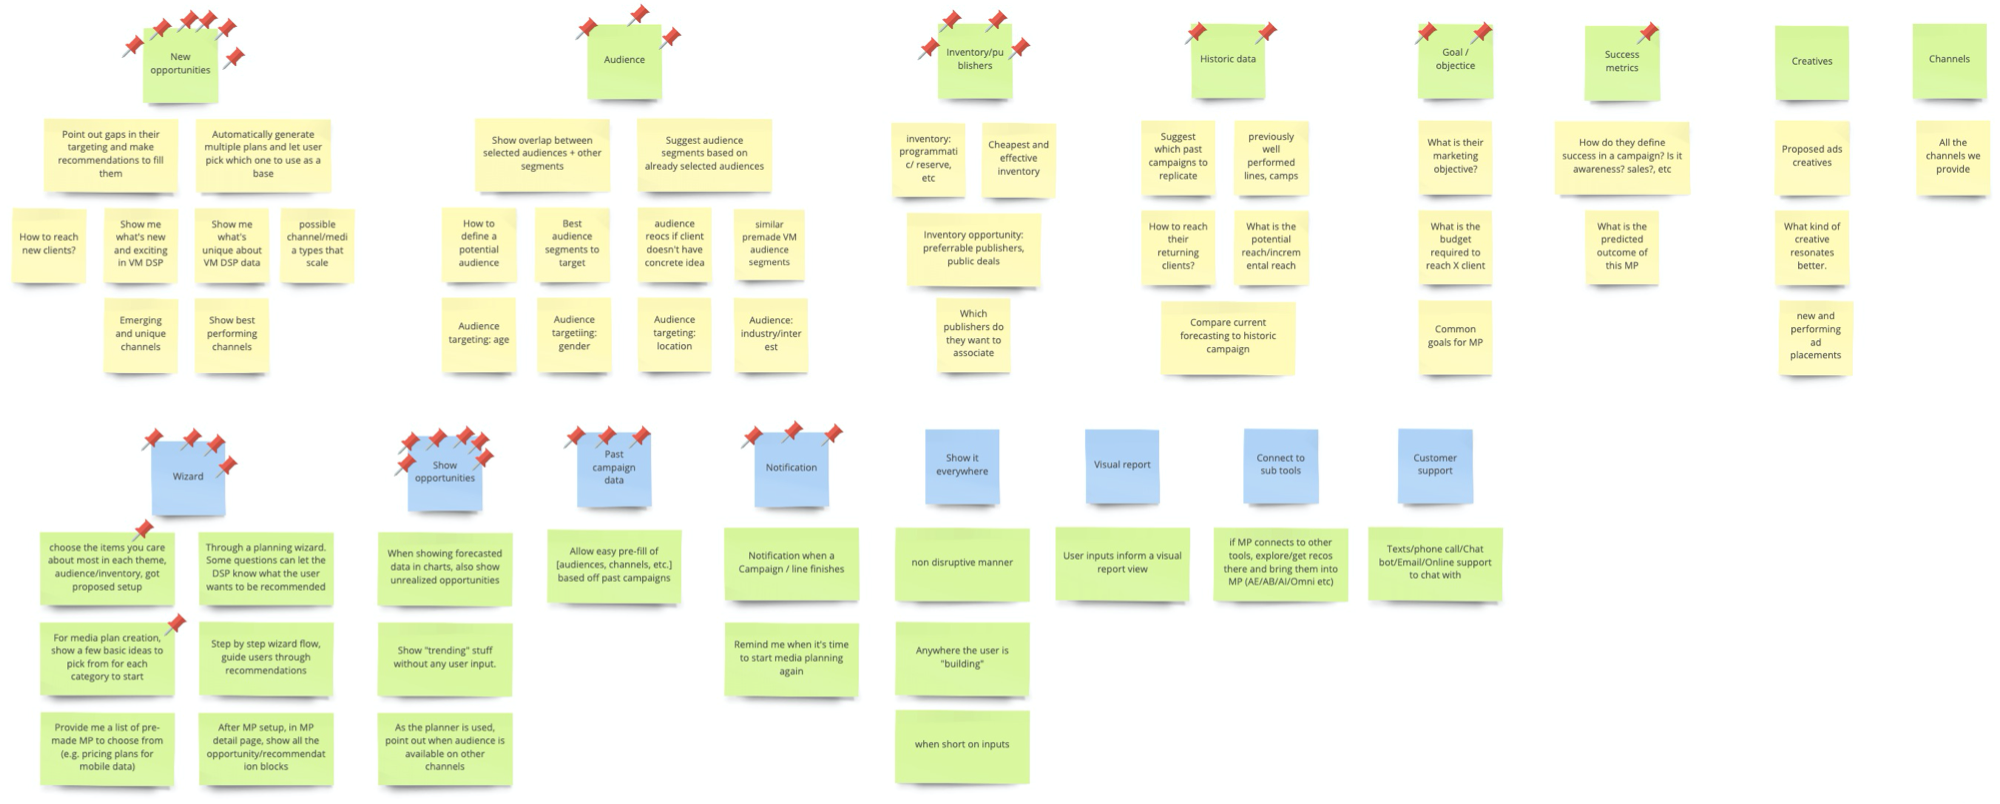 New
opportunities
Audience
Inventory/pu
blishers
Historic data
Goal /
objectice
Success
metrics
Creatives
Channels
Point out gaps in their
targeting and make
recommendations to fill
them
Automatically generate
multiple plans and let user
pick which one to use as a
base
How to reach
new clients?
Show me
what's new
and exciting
in VM DSP
Show me
what's
unique about
VM DSP data
possible
channel/medi
a types that
scale
Emerging
and unique
channels
Show best
performing
channels
Show overlap between
selected audiences + other
segments
Suggest audience
segments based on
already selected audiences
How to
define a
potential
audience
Best
audience
segments to
target
audience
reocs if client
doesn't have
concrete idea
similar
premade VM
audience
segments
Audience
targeting: age
Audience
targetiing:
gender
Audience
targeting:
location
Audience:
industry/inter
est
inventory:
programmati
c/ reserve,
etc
Cheapest and
effective
inventory
Inventory opportunity:
preferrable publishers,
public deals
Which
publishers do
they want to
associate
Suggest
which past
campaigns to
replicate
previously
well
performed
lines, camps
How to reach
their
returning
clients?
What is the
potential
reach/increm
ental reach
Compare current
forecasting to historic
campaign
What is their
marketing
objective?
What is the
budget
required to
reach X client
Common
goals for MP
How do they define
success in a campaign? Is it
awareness? sales?, etc
What is the
predicted
outcome of
this MP
Proposed ads
creatives
What kind of
creative
resonates
better.
new and
performing
ad
placements
All the
channels we
provide
Wizard
Show
opportunities
Past
campaign
data
Notification
Show it
everywhere
Visual report
Connect to
sub tools
Customer
support
choose the items you care
about most in each theme,
audience/inventory, got
proposed setup
Through a planning wizard.
Some questions can let the
DSP know what the user
wants to be recommended
For media plan creation,
show a few basic ideas to
pick from for each
category to start
Step by step wizard flow,
guide users through
recommendations
Provide me a list of pre-
made MP to choose from
(e.g. pricing plans for
mobile data)
After MP setup, in MP
detail page, show all the
opportunity/recommendat
ion blocks
When showing forecasted
data in charts, also show
unrealized opportunities
Show "trending" stuff
without any user input.
As the planner is used,
point out when audience is
available on other
channels
Allow easy pre-fill of
[audiences, channels, etc.]
based off past campaigns
Notification when a
Campaign / line finishes
Remind me when it's time
to start media planning
again
non disruptive manner
Anywhere the user is
"building"
when short on inputs
User inputs inform a visual
report view
if MP connects to other
tools, explore/get recos
there and bring them into
MP (AE/AB/AI/Omni etc)
Texts/phone call/Chat
bot/Email/Online support
to chat with